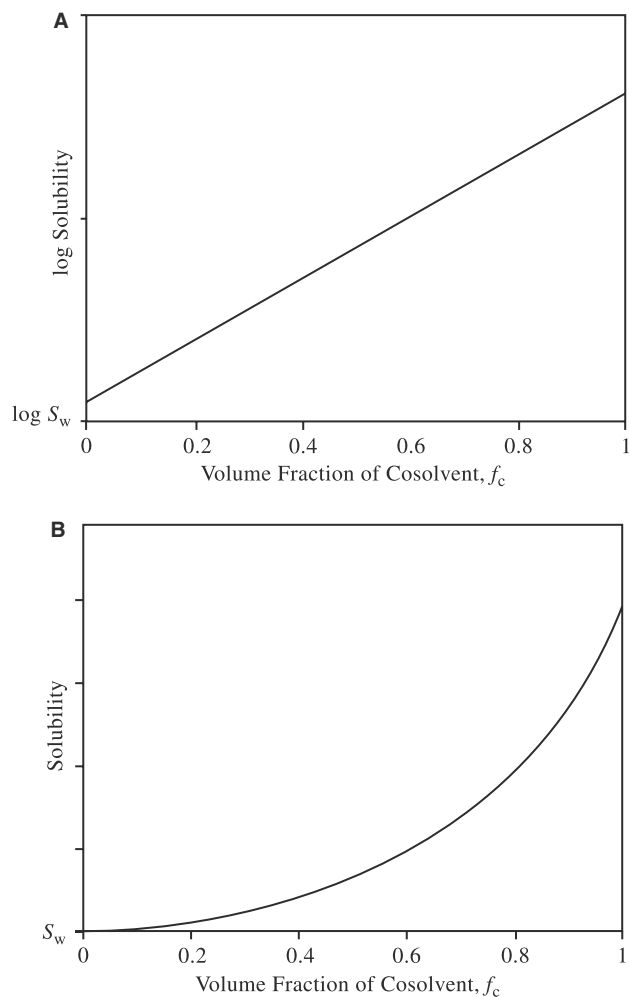 A
log Solubility
log Sw
0 0.2 0.4 0.6 0.8 1
Volume Fraction of Cosolvent, fc
B
Solubility
Sw
0 0.2 0.4 0.6 0.8 1
Volume Fraction of Cosolvent, fc